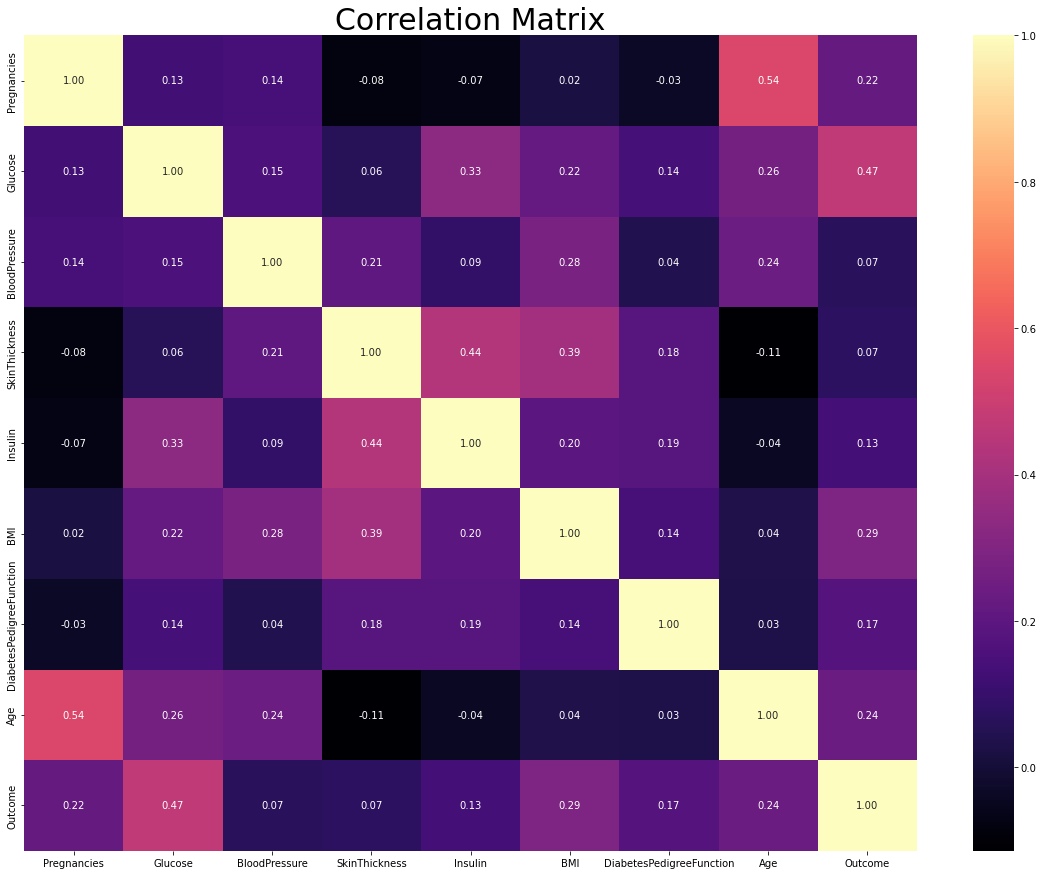 Correlation Matrix
Pregnancies 1.00 0.13 0.14 -0.08 -0.07 0.02 -0.03 0.54 0.22
Glucose 0.13 1.00 0.15 0.06 0.33 0.22 0.14 0.26 0.47
BloodPressure 0.14 0.15 1.00 0.21 0.09 0.28 0.04 0.24 0.07
SkinThickness -0.08 0.06 0.21 1.00 0.44 0.39 0.18 -0.11 0.07
Insulin -0.07 0.33 0.09 0.44 1.00 0.20 0.19 -0.04 0.13
BMI 0.02 0.22 0.28 0.39 0.20 1.00 0.14 0.04 0.29
DiabetesPedigreeFunction -0.03 0.14 0.04 0.18 0.19 0.14 1.00 0.03 0.17
Age 0.54 0.26 0.24 -0.11 -0.04 0.04 0.03 1.00 0.24
Outcome 0.22 0.47 0.07 0.07 0.13 0.29 0.17 0.24 1.00
Pregnancies Glucose BloodPressure SkinThickness Insulin BMI DiabetesPedigreeFunction Age Outcome
1.0
0.8
0.6
0.4
0.2
0.0